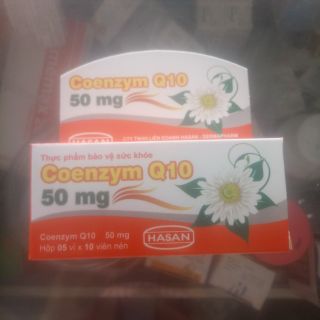 Coenzym Q10
50 mg
HASAN
CTY TNHH LIÊN DOANH HASAN - DERMAPHARM
Thực phẩm bảo vệ sức khỏe
Coenzym Q10
50 mg
Coenzym Q10 50 mg
Hộp 05 vỉ x 10 viên nén
HASAN